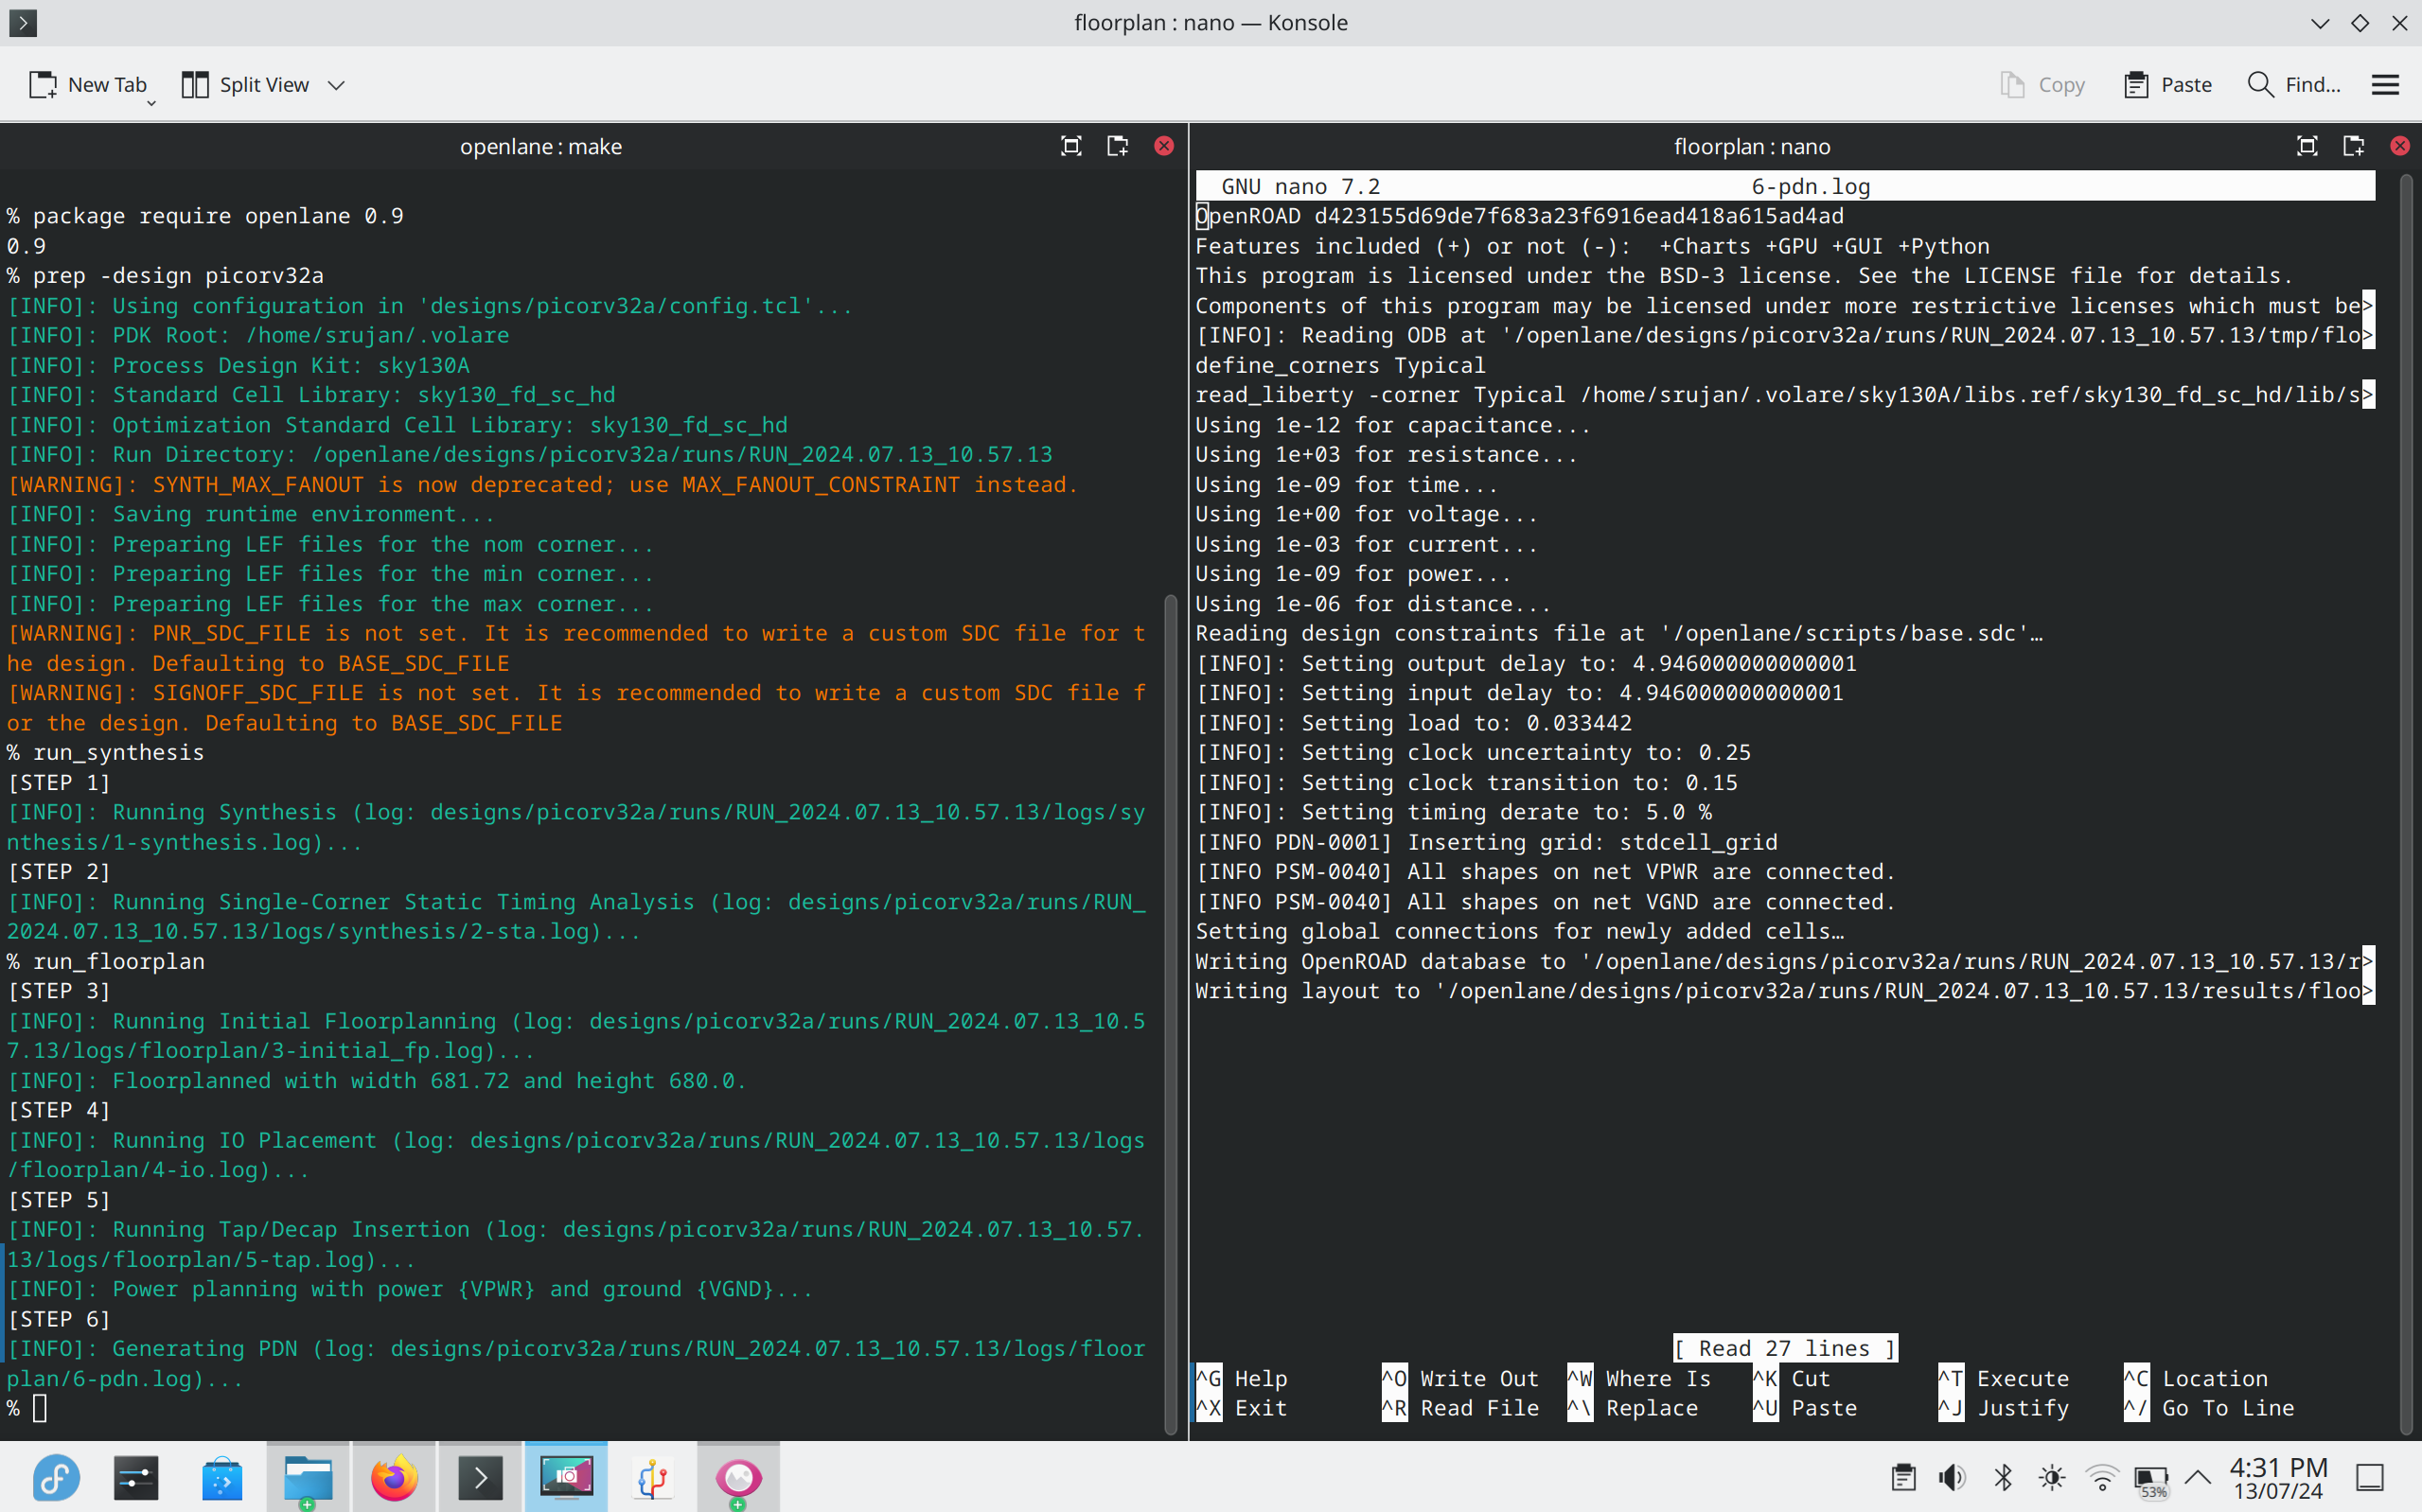 floorplan : nano — Konsole
New Tab
Split View
Copy
Paste
Find...
openlane : make
% package require openlane 0.9
0.9
% prep -design picorv32a
[INFO]: Using configuration in 'designs/picorv32a/config.tcl'...
[INFO]: PDK Root: /home/srujan/.volare
[INFO]: Process Design Kit: sky130A
[INFO]: Standard Cell Library: sky130_fd_sc_hd
[INFO]: Optimization Standard Cell Library: sky130_fd_sc_hd
[INFO]: Run Directory: /openlane/designs/picorv32a/runs/RUN_2024.07.13_10.57.13
[WARNING]: SYNTH_MAX_FANOUT is now deprecated; use MAX_FANOUT_CONSTRAINT instead.
[INFO]: Saving runtime environment...
[INFO]: Preparing LEF files for the nom corner...
[INFO]: Preparing LEF files for the min corner...
[INFO]: Preparing LEF files for the max corner...
[WARNING]: PNR_SDC_FILE is not set. It is recommended to write a custom SDC file for t
he design. Defaulting to BASE_SDC_FILE
[WARNING]: SIGNOFF_SDC_FILE is not set. It is recommended to write a custom SDC file f
or the design. Defaulting to BASE_SDC_FILE
% run_synthesis
[STEP 1]
[INFO]: Running Synthesis (log: designs/picorv32a/runs/RUN_2024.07.13_10.57.13/logs/sy
nthesis/1-synthesis.log)...
[STEP 2]
[INFO]: Running Single-Corner Static Timing Analysis (log: designs/picorv32a/runs/RUN_
2024.07.13_10.57.13/logs/synthesis/2-sta.log)...
% run_floorplan
[STEP 3]
[INFO]: Running Initial Floorplanning (log: designs/picorv32a/runs/RUN_2024.07.13_10.5
7.13/logs/floorplan/3-initial_fp.log)...
[INFO]: Floorplanned with width 681.72 and height 680.0.
[STEP 4]
[INFO]: Running IO Placement (log: designs/picorv32a/runs/RUN_2024.07.13_10.57.13/logs
/floorplan/4-io.log)...
[STEP 5]
[INFO]: Running Tap/Decap Insertion (log: designs/picorv32a/runs/RUN_2024.07.13_10.57.
13/logs/floorplan/5-tap.log)...
[INFO]: Power planning with power {VPWR} and ground {VGND}...
[STEP 6]
[INFO]: Generating PDN (log: designs/picorv32a/runs/RUN_2024.07.13_10.57.13/logs/floor
plan/6-pdn.log)...
%
floorplan : nano
GNU nano 7.2 6-pdn.log
OpenROAD d423155d69de7f683a23f6916ead418a615ad4ad
Features included (+) or not (-):  +Charts +GPU +GUI +Python
This program is licensed under the BSD-3 license. See the LICENSE file for details.
Components of this program may be licensed under more restrictive licenses which must be>
[INFO]: Reading ODB at '/openlane/designs/picorv32a/runs/RUN_2024.07.13_10.57.13/tmp/flo>
define_corners Typical
read_liberty -corner Typical /home/srujan/.volare/sky130A/libs.ref/sky130_fd_sc_hd/lib/s>
Using 1e-12 for capacitance...
Using 1e+03 for resistance...
Using 1e-09 for time...
Using 1e+00 for voltage...
Using 1e-03 for current...
Using 1e-09 for power...
Using 1e-06 for distance...
Reading design constraints file at '/openlane/scripts/base.sdc'…
[INFO]: Setting output delay to: 4.946000000000001
[INFO]: Setting input delay to: 4.946000000000001
[INFO]: Setting load to: 0.033442
[INFO]: Setting clock uncertainty to: 0.25
[INFO]: Setting clock transition to: 0.15
[INFO]: Setting timing derate to: 5.0 %
[INFO PDN-0001] Inserting grid: stdcell_grid
[INFO PSM-0040] All shapes on net VPWR are connected.
[INFO PSM-0040] All shapes on net VGND are connected.
Setting global connections for newly added cells…
Writing OpenROAD database to '/openlane/designs/picorv32a/runs/RUN_2024.07.13_10.57.13/r>
Writing layout to '/openlane/designs/picorv32a/runs/RUN_2024.07.13_10.57.13/results/floo>
[ Read 27 lines ]
^G Help ^O Write Out ^W Where Is ^K Cut ^T Execute ^C Location
^X Exit ^R Read File ^\ Replace ^U Paste ^J Justify ^/ Go To Line
53%
4:31 PM
13/07/24